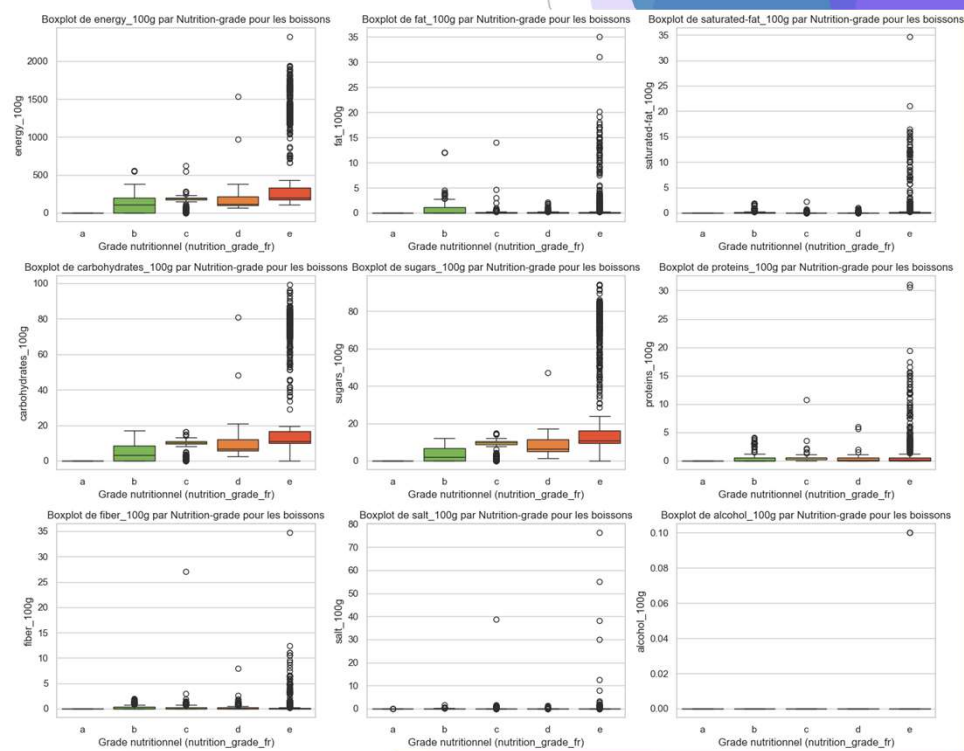 Boxplot de energy_100g par Nutrition-grade pour les boissons
2000
1500
1000
500
0
energy_100g
a b c d e
Grade nutritionnel (nutrition_grade_fr)
Boxplot de fat_100g par Nutrition-grade pour les boissons
35
30
25
20
15
10
5
0
fat_100g
a b c d e
Grade nutritionnel (nutrition_grade_fr)
Boxplot de saturated-fat_100g par Nutrition-grade pour les boissons
35
30
25
20
15
10
5
0
saturated-fat_100g
a b c d e
Grade nutritionnel (nutrition_grade_fr)
Boxplot de carbohydrates_100g par Nutrition-grade pour les boissons
100
80
60
40
20
0
carbohydrates_100g
a b c d e
Grade nutritionnel (nutrition_grade_fr)
Boxplot de sugars_100g par Nutrition-grade pour les boissons
80
60
40
20
0
sugars_100g
a b c d e
Grade nutritionnel (nutrition_grade_fr)
Boxplot de proteins_100g par Nutrition-grade pour les boissons
30
25
20
15
10
5
0
proteins_100g
a b c d e
Grade nutritionnel (nutrition_grade_fr)
Boxplot de fiber_100g par Nutrition-grade pour les boissons
35
30
25
20
15
10
5
0
fiber_100g
a b c d e
Grade nutritionnel (nutrition_grade_fr)
Boxplot de salt_100g par Nutrition-grade pour les boissons
80
70
60
50
40
30
20
10
0
salt_100g
a b c d e
Grade nutritionnel (nutrition_grade_fr)
Boxplot de alcohol_100g par Nutrition-grade pour les boissons
0.10
0.08
0.06
0.04
0.02
0.00
alcohol_100g
a b c d e
Grade nutritionnel (nutrition_grade_fr)